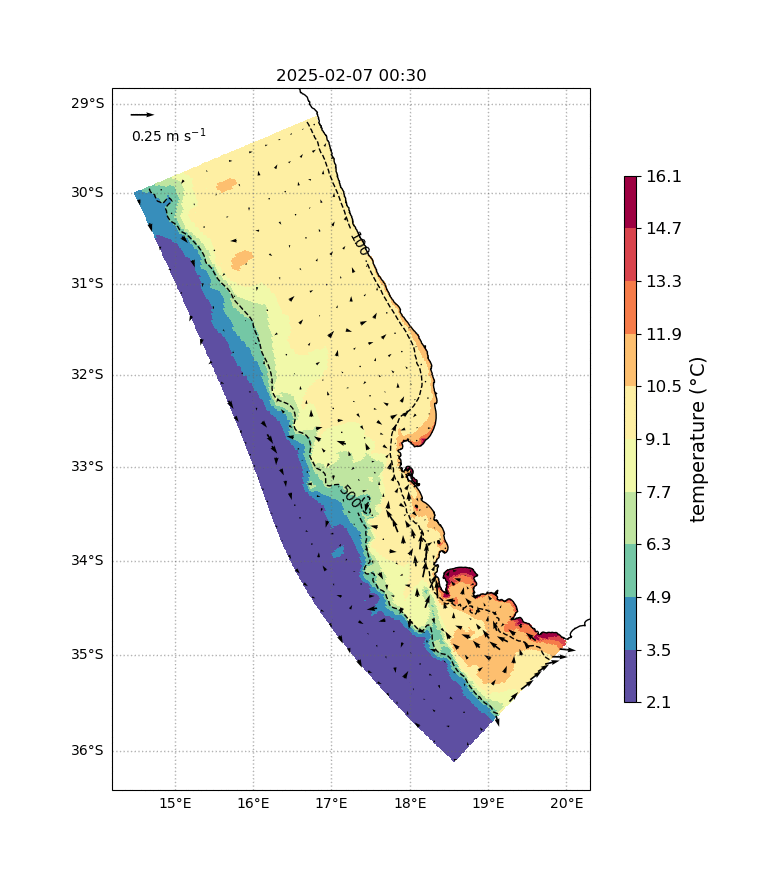 2025-02-07 00:30
0.25 m s⁻¹
29°S
30°S
31°S
32°S
33°S
34°S
35°S
36°S
100
500
15°E 16°E 17°E 18°E 19°E 20°E
16.1
14.7
13.3
11.9
10.5
9.1
7.7
6.3
4.9
3.5
2.1
temperature (°C)